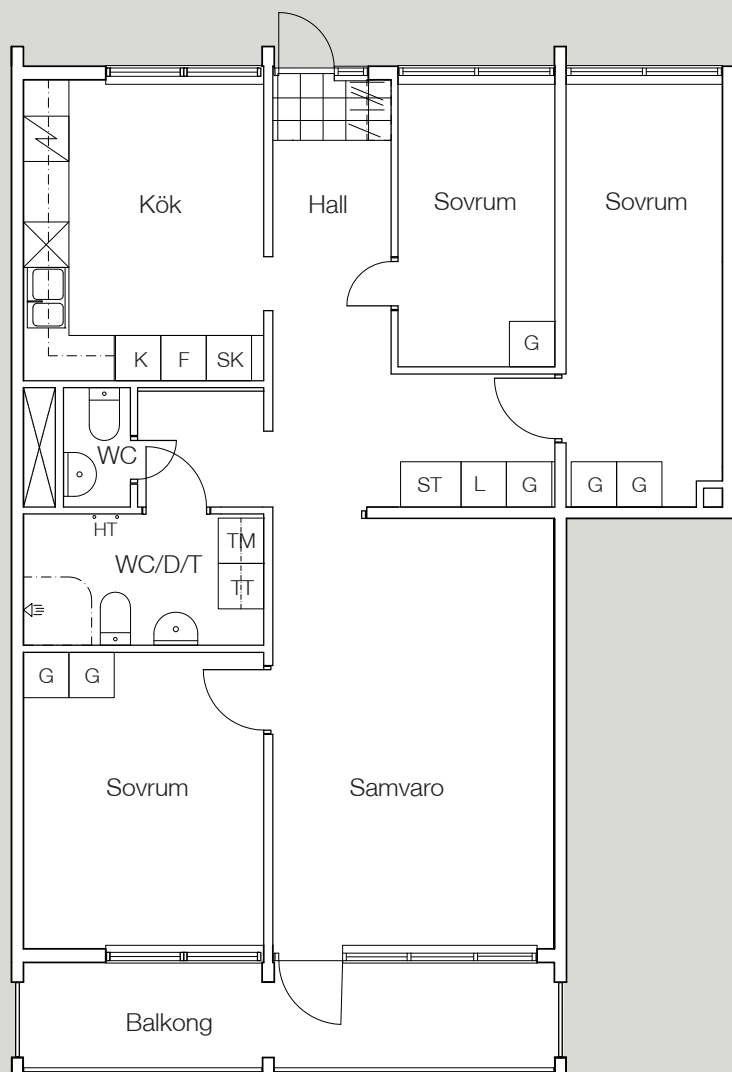 Kök
Hall
Sovrum
Sovrum
G
K F SK
WC
ST L G
G G
HT
TM
WC/D/T
TT
G G
Sovrum
Samvaro
Balkong